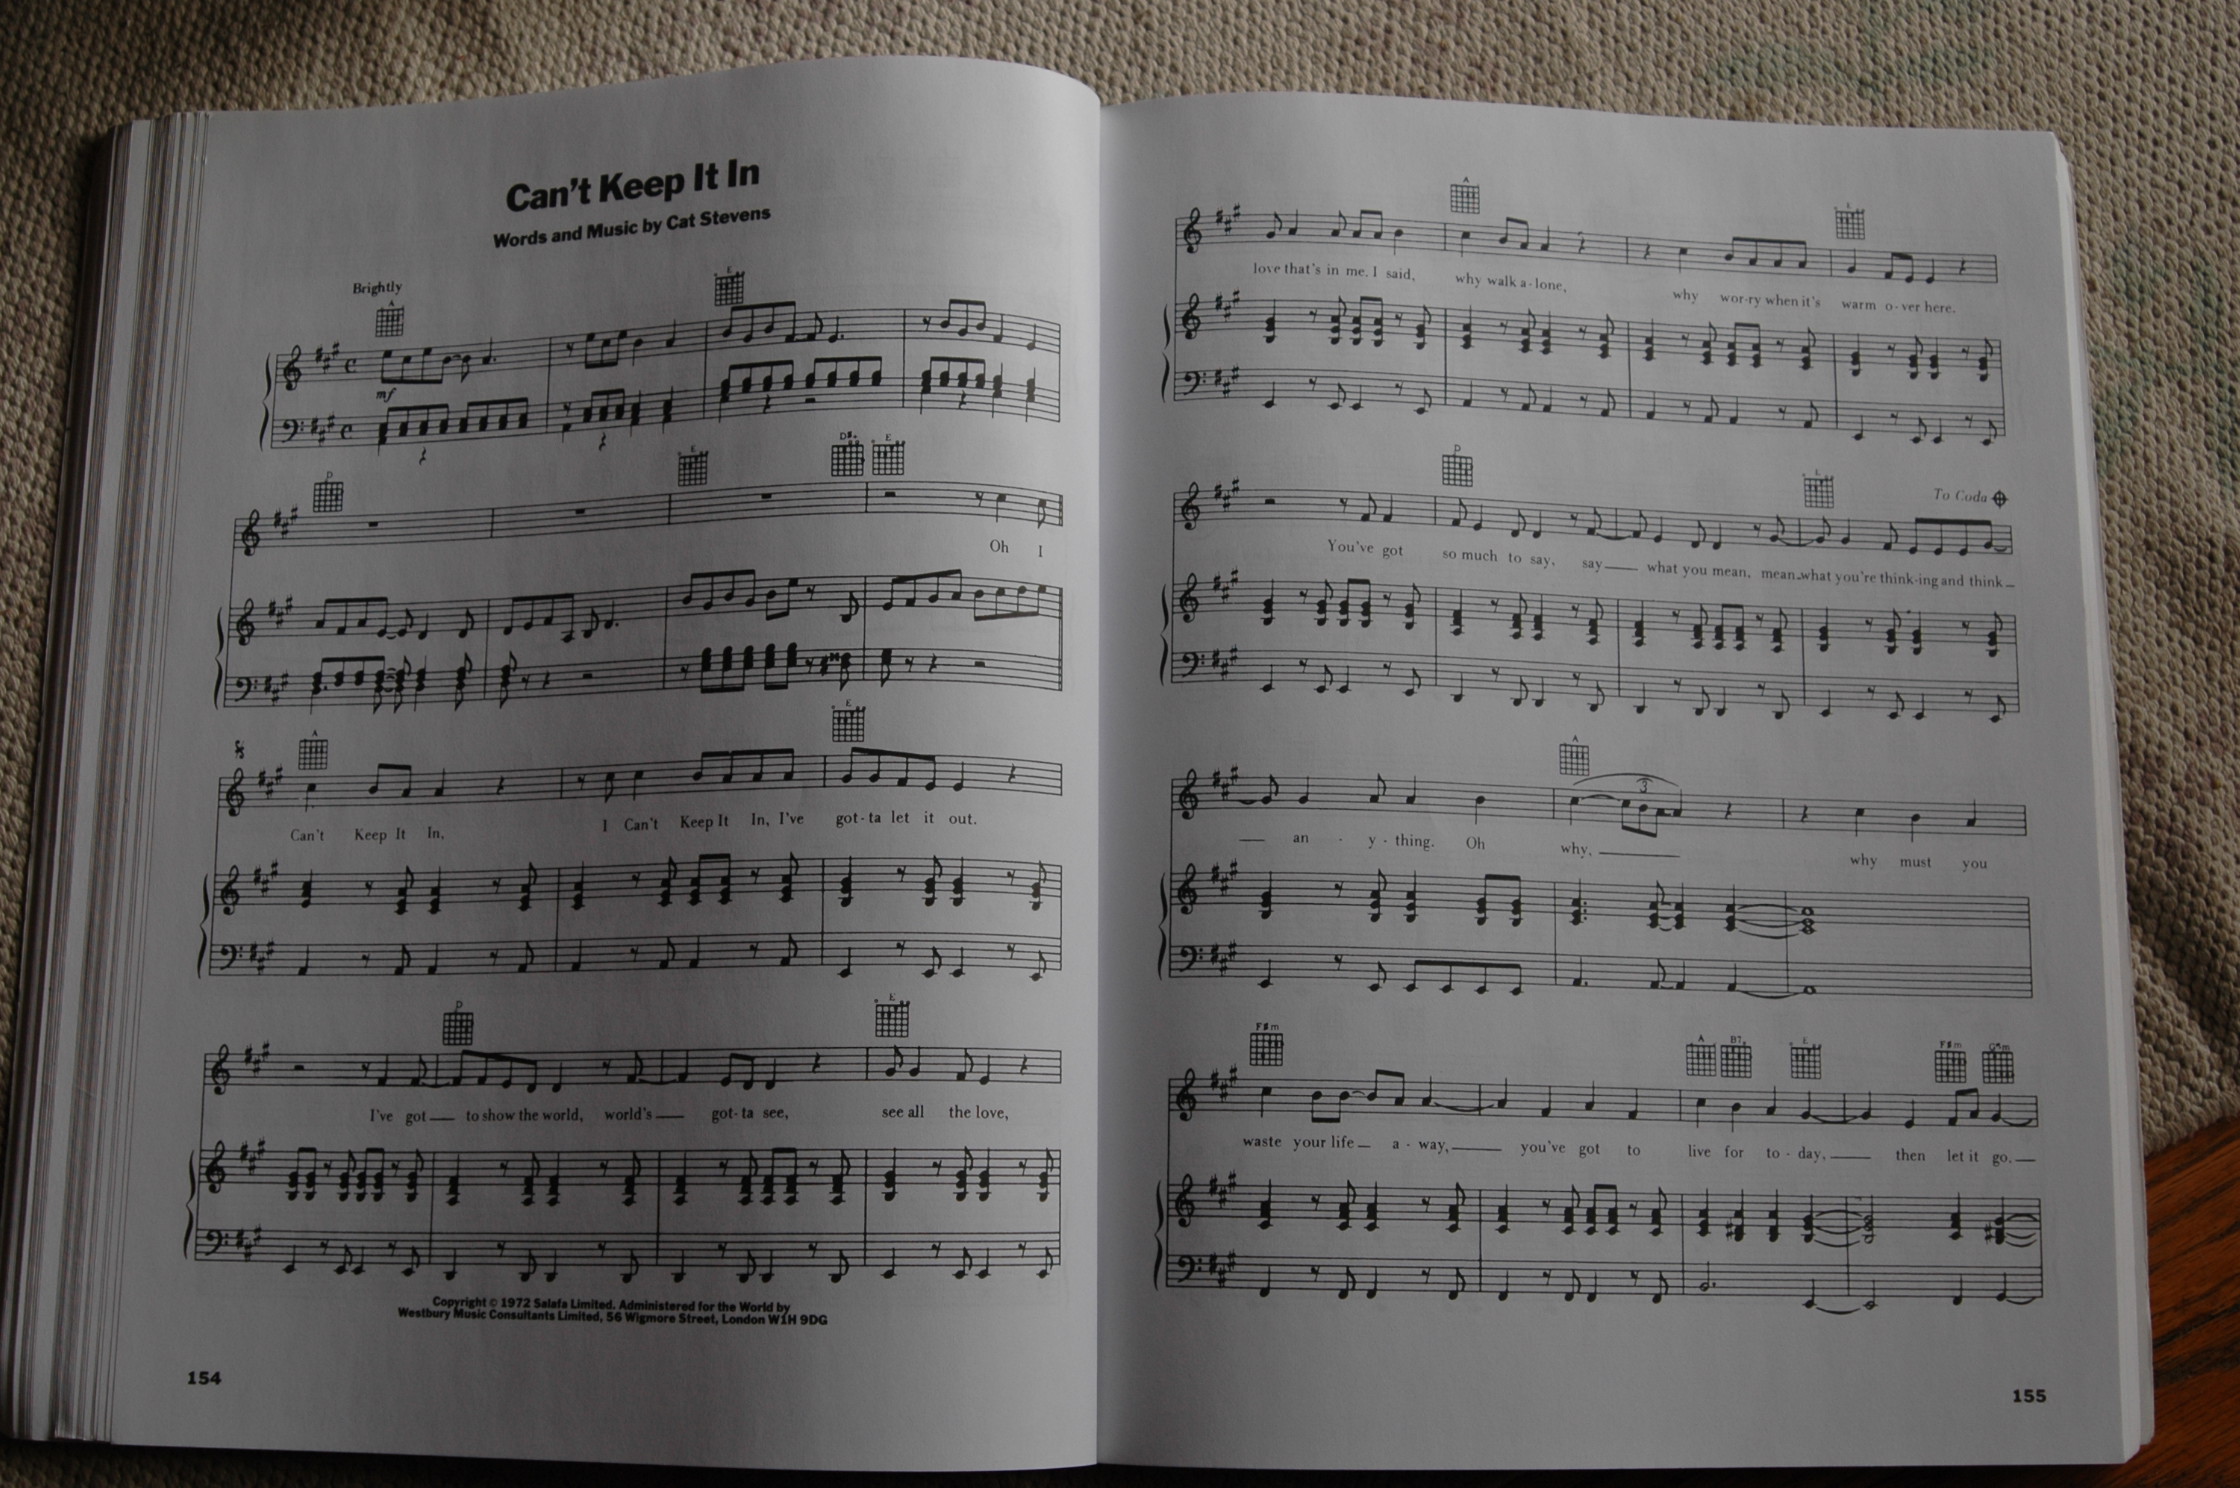 Can't Keep It In
Words and Music by Cat Stevens
Brightly
A E
mf
D E D#. E
Oh I
A E
Can't Keep It In, I Can't Keep It In, I've got-ta let it out.
D E
I've got to show the world, world's got-ta see, see all the love,
Copyright © 1972 Salafa Limited. Administered for the World by
Westbury Music Consultants Limited, 56 Wigmore Street, London W1H 9DG
154
A E
love that's in me. I said, why walk a-lone, why wor-ry when it's warm o-ver here.
To Coda
D E
You've got so much to say, say what you mean, mean what you're think-ing and think
A
an - y - thing. Oh why, why must you
F#m A B7 E F#m G#m
waste your life a - way, you've got to live for to - day, then let it go.
155